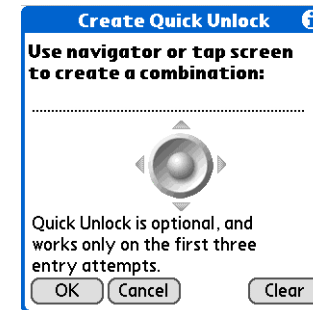 Create Quick Unlock
Use navigator or tap screen
to create a combination:
Quick Unlock is optional, and
works only on the first three
entry attempts.
OK Cancel Clear